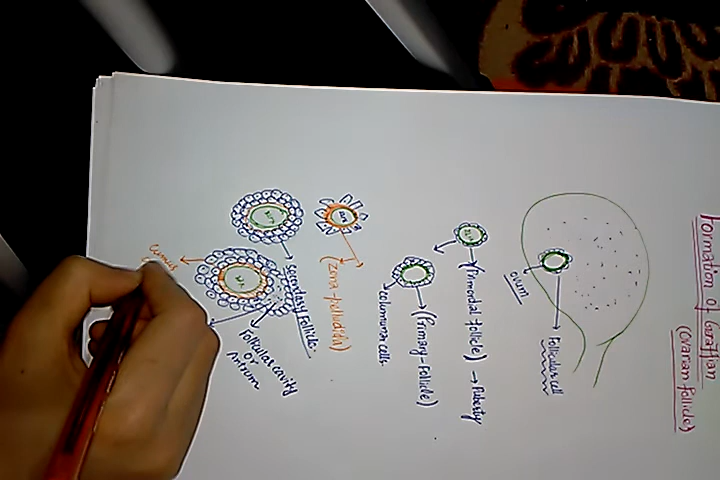 Formation of Graffian
(Ovarian follicle)
Follicular cell
ovum
(Primordial follicle) → Puberty
(Primary-follicle)
columnar cells
(Zona-pellucida)
Secondary follicle.
Follicular cavity
or
Antrum